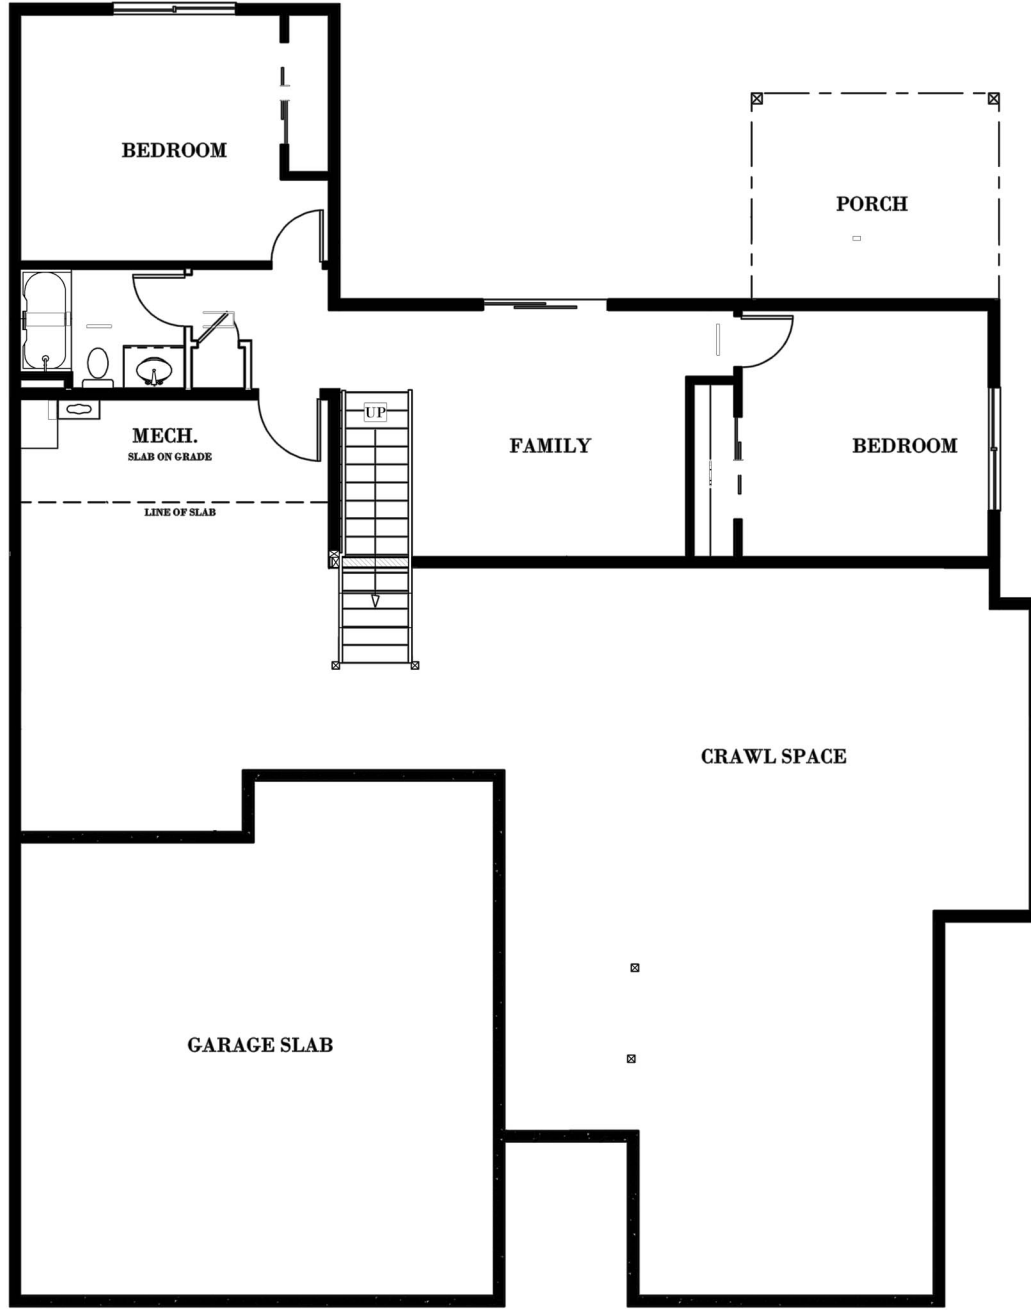 BEDROOM
PORCH
UP
MECH.
SLAB ON GRADE
FAMILY
BEDROOM
LINE OF SLAB
CRAWL SPACE
GARAGE SLAB